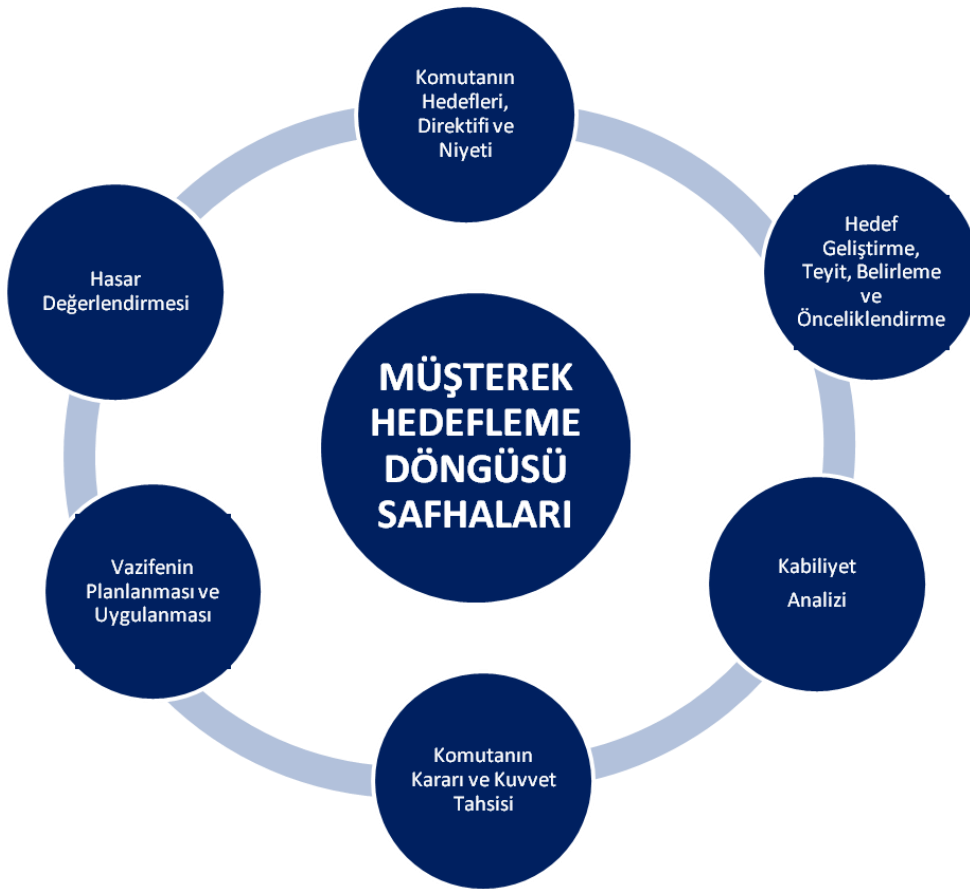 Komutanın
Hedefleri,
Direktifi ve
Niyeti
Hedef
Geliştirme,
Teyit, Belirleme
ve
Önceliklendirme
Kabiliyet
Analizi
Komutanın
Kararı ve Kuvvet
Tahsisi
Vazifenin
Planlanması ve
Uygulanması
Hasar
Değerlendirmesi
MÜŞTEREK
HEDEFLEME
DÖNGÜSÜ
SAFHALARI